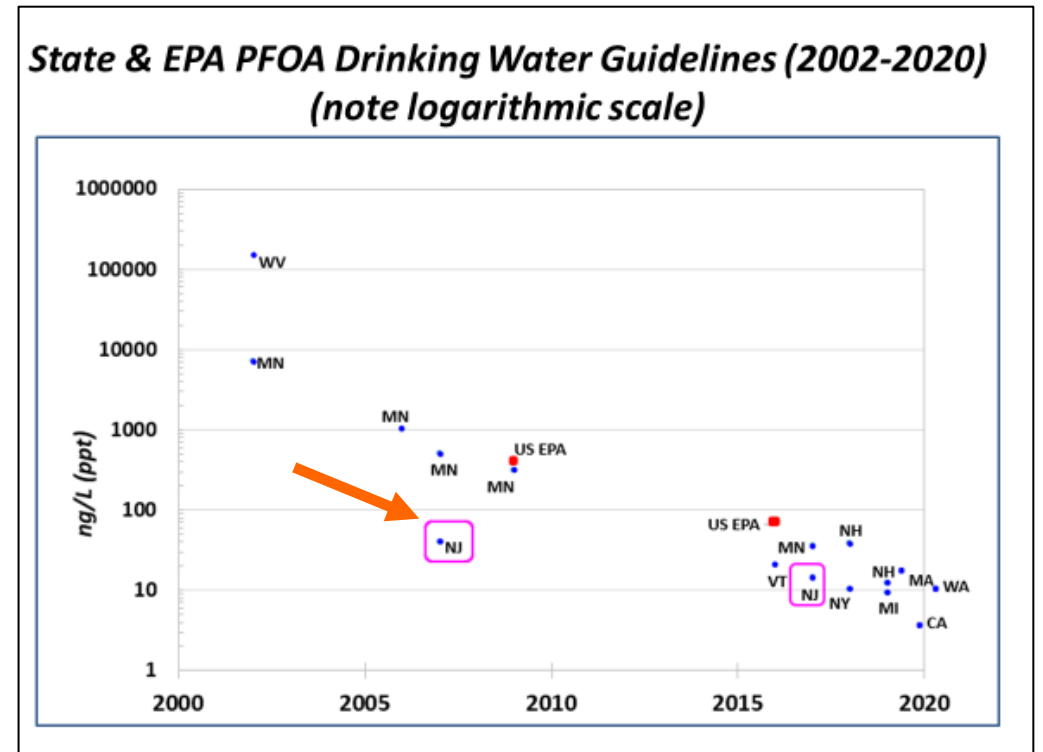 State & EPA PFOA Drinking Water Guidelines (2002-2020)
(note logarithmic scale)
1000000
100000
10000
1000
100
10
1
ng/L (ppt)
WV
MN
MN
MN
US EPA
MN
NJ
US EPA
MN
NH
VT
NJ
NY
NH
MI
MA
WA
CA
2000
2005
2010
2015
2020